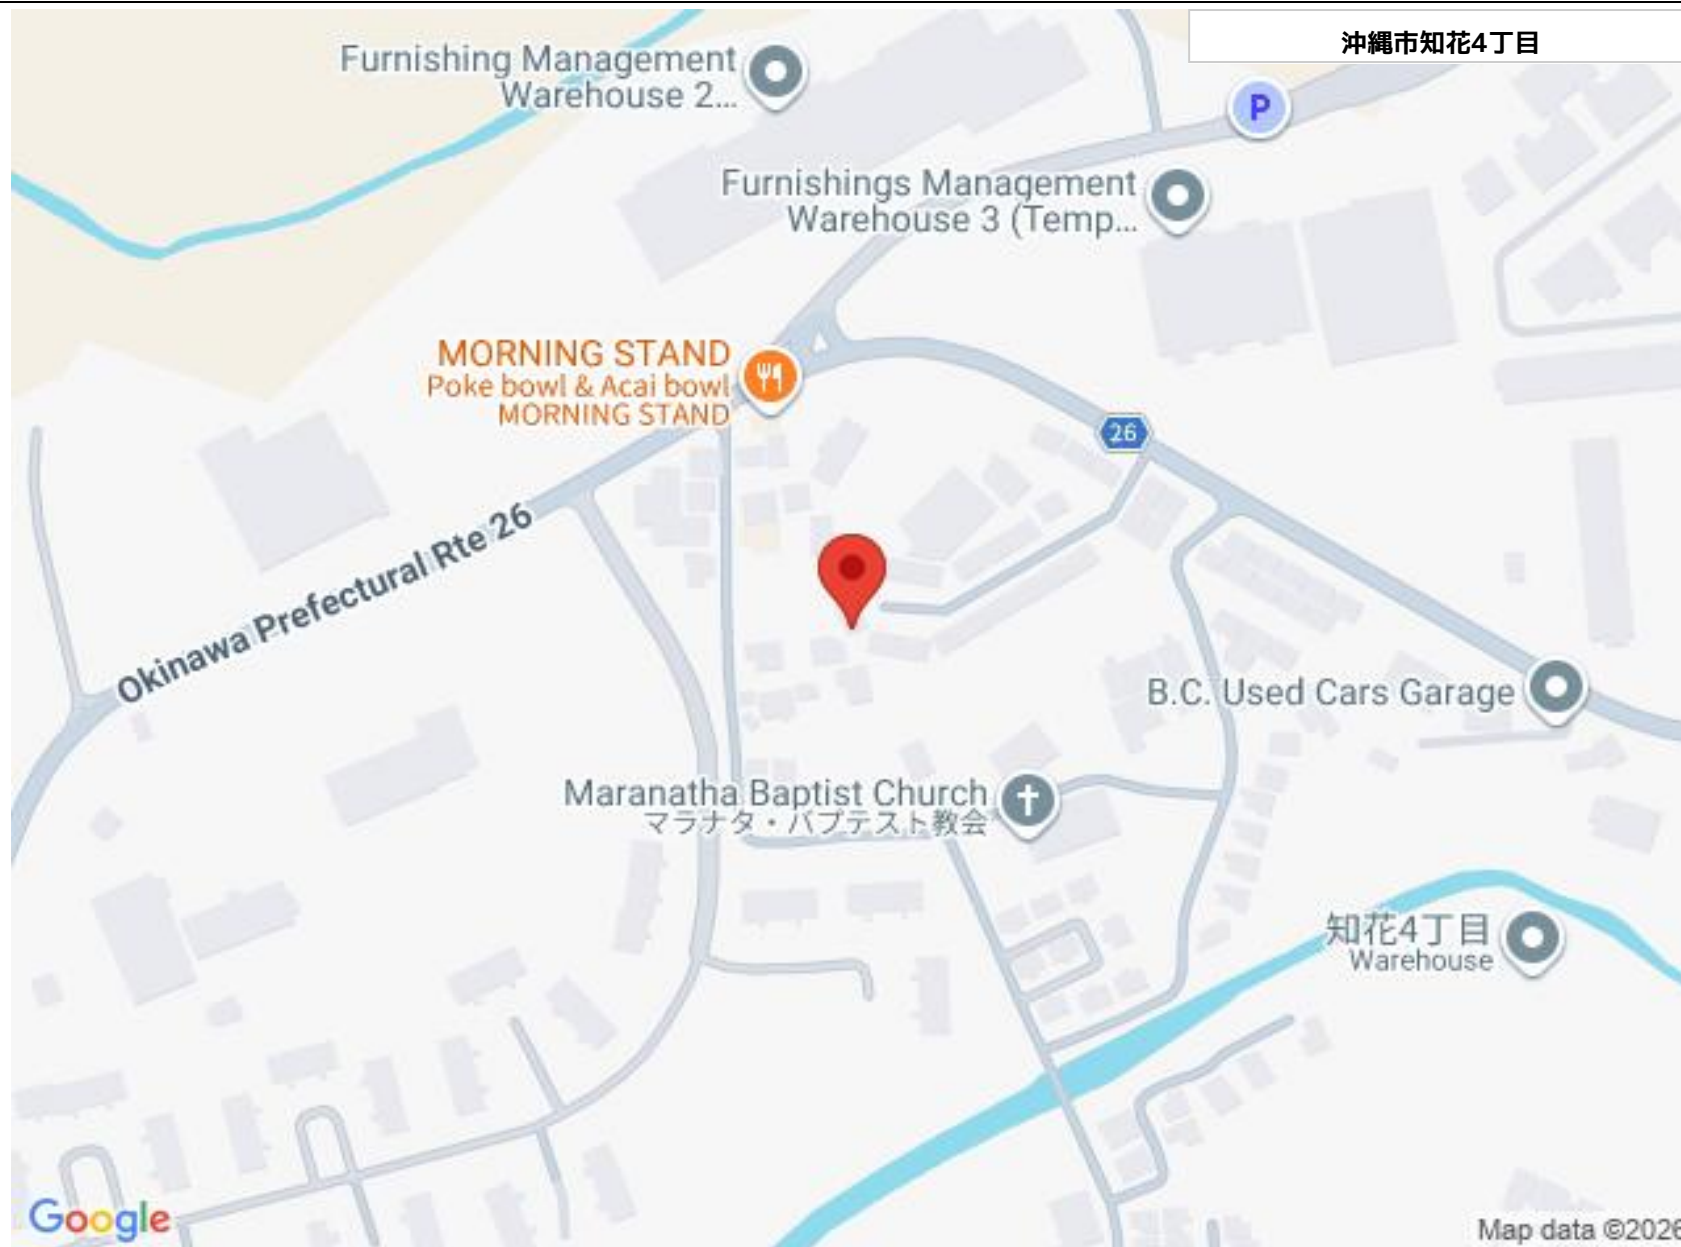 沖縄市知花4丁目
Furnishing Management
Warehouse 2...
P
Furnishings Management
Warehouse 3 (Temp...
MORNING STAND
Poke bowl & Acai bowl
MORNING STAND
26
Okinawa Prefectural Rte 26
B.C. Used Cars Garage
Maranatha Baptist Church
マラナタ・バプテスト教会
知花4丁目
Warehouse
Google
Map data ©2026